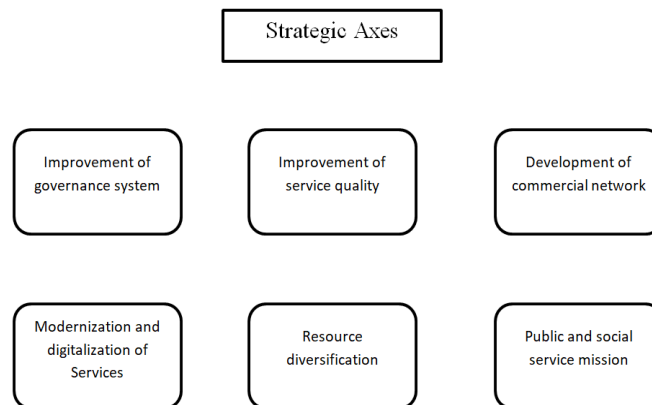 Strategic Axes
Improvement of
governance system
Improvement of
service quality
Development of
commercial network
Modernization and
digitalization of
Services
Resource
diversification
Public and social
service mission